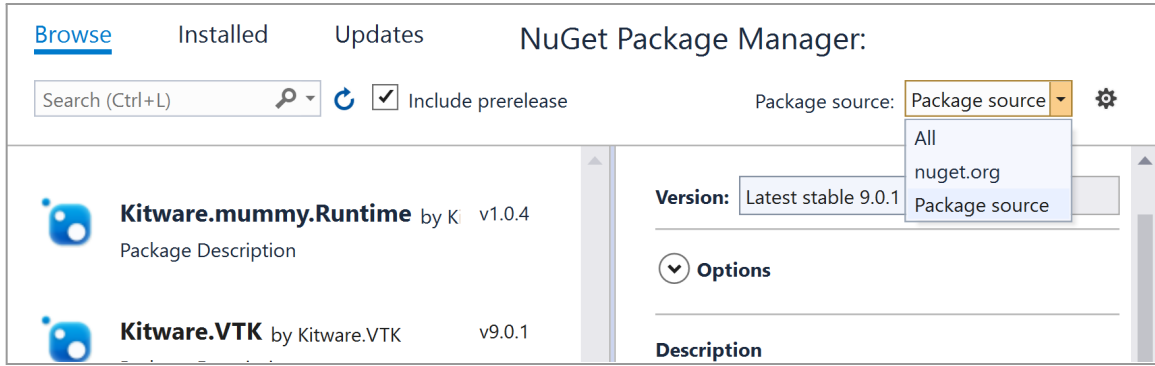 Browse Installed Updates NuGet Package Manager:
Search (Ctrl+L) Include prerelease Package source: Package source
All
nuget.org
Package source
Kitware.mummy.Runtime by K v1.0.4
Package Description
Version: Latest stable 9.0.1
Options
Kitware.VTK by Kitware.VTK v9.0.1
Description